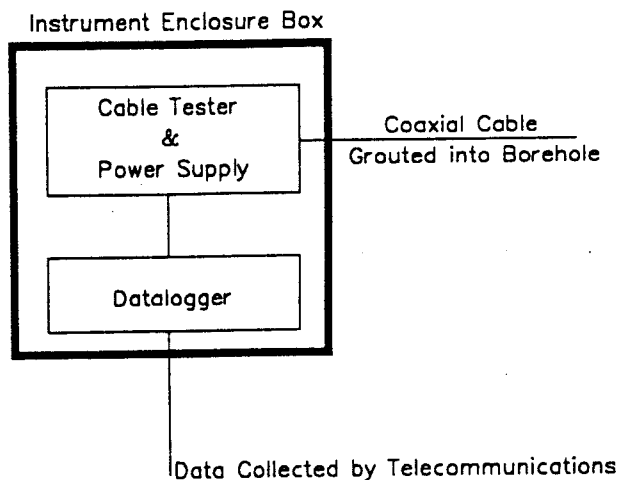 Instrument Enclosure Box
Cable Tester
&
Power Supply
Coaxial Cable
Grouted into Borehole
Datalogger
Data Collected by Telecommunications